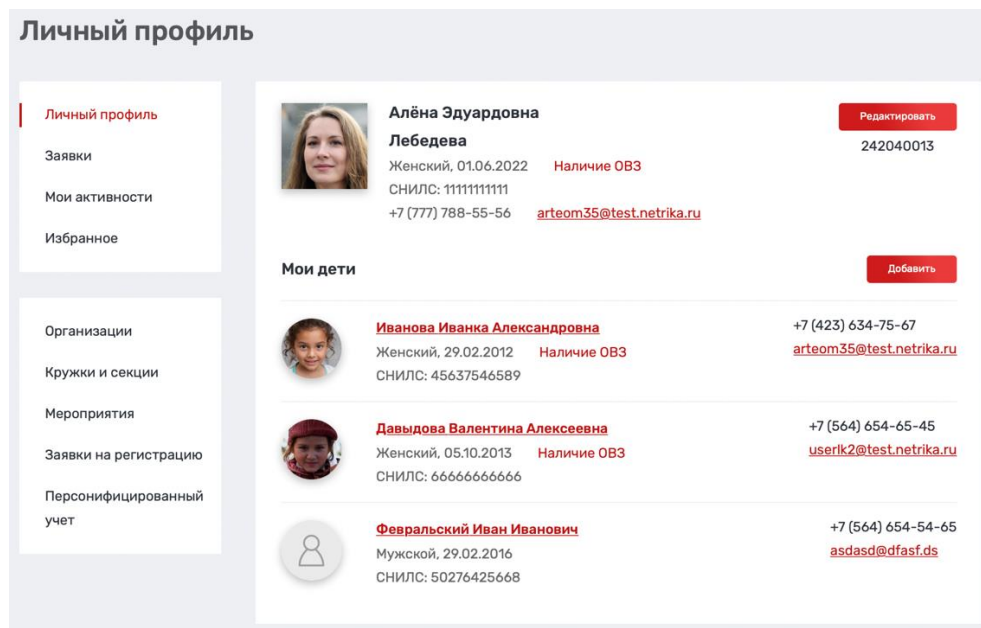 Личный профиль
Личный профиль
Заявки
Мои активности
Избранное
Организации
Кружки и секции
Мероприятия
Заявки на регистрацию
Персонифицированный
учет
Алёна Эдуардовна
Лебедева
Женский, 01.06.2022 Наличие ОВЗ
СНИЛС: 11111111111
+7 (777) 788-55-56 arteom35@test.netrika.ru
Редактировать
242040013
Мои дети
Добавить
Иванова Иванка Александровна
Женский, 29.02.2012 Наличие ОВЗ
СНИЛС: 45637546589
+7 (423) 634-75-67
arteom35@test.netrika.ru
Давыдова Валентина Алексеевна
Женский, 05.10.2013 Наличие ОВЗ
СНИЛС: 66666666666
+7 (564) 654-65-45
userlk2@test.netrika.ru
Февральский Иван Иванович
Мужской, 29.02.2016
СНИЛС: 50276425668
+7 (564) 654-54-65
asdasd@dfasf.ds